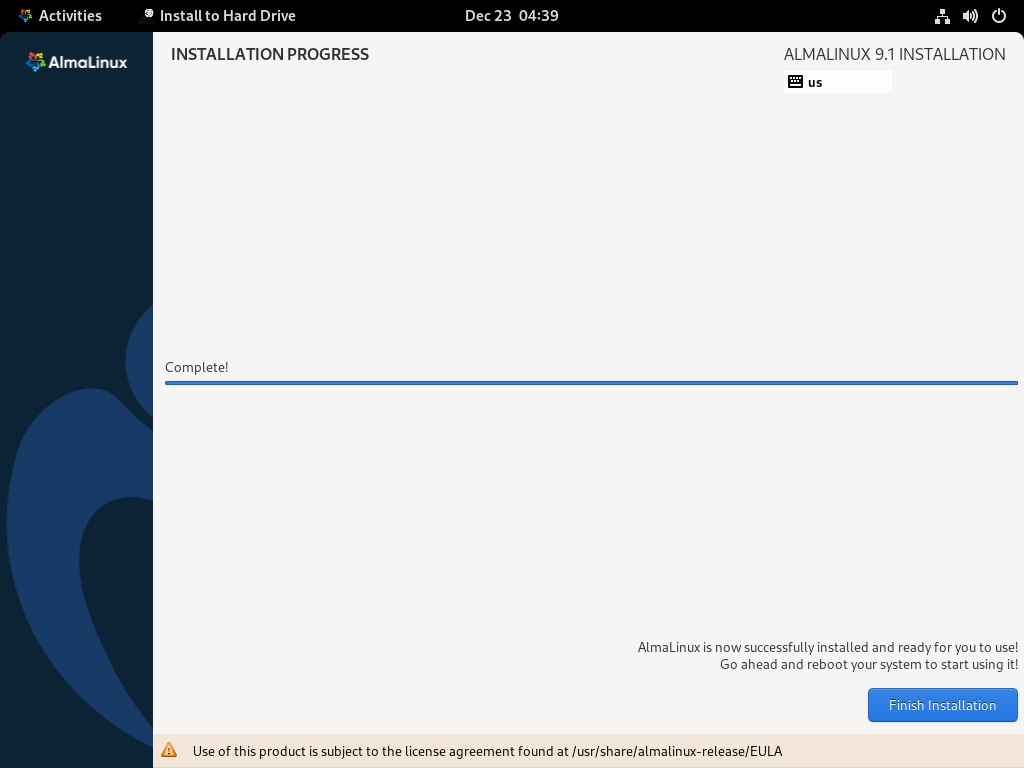 Activities Install to Hard Drive Dec 23 04:39
AlmaLinux
INSTALLATION PROGRESS
ALMALINUX 9.1 INSTALLATION
us
Complete!
AlmaLinux is now successfully installed and ready for you to use!
Go ahead and reboot your system to start using it!
Finish Installation
Use of this product is subject to the license agreement found at /usr/share/almalinux-release/EULA